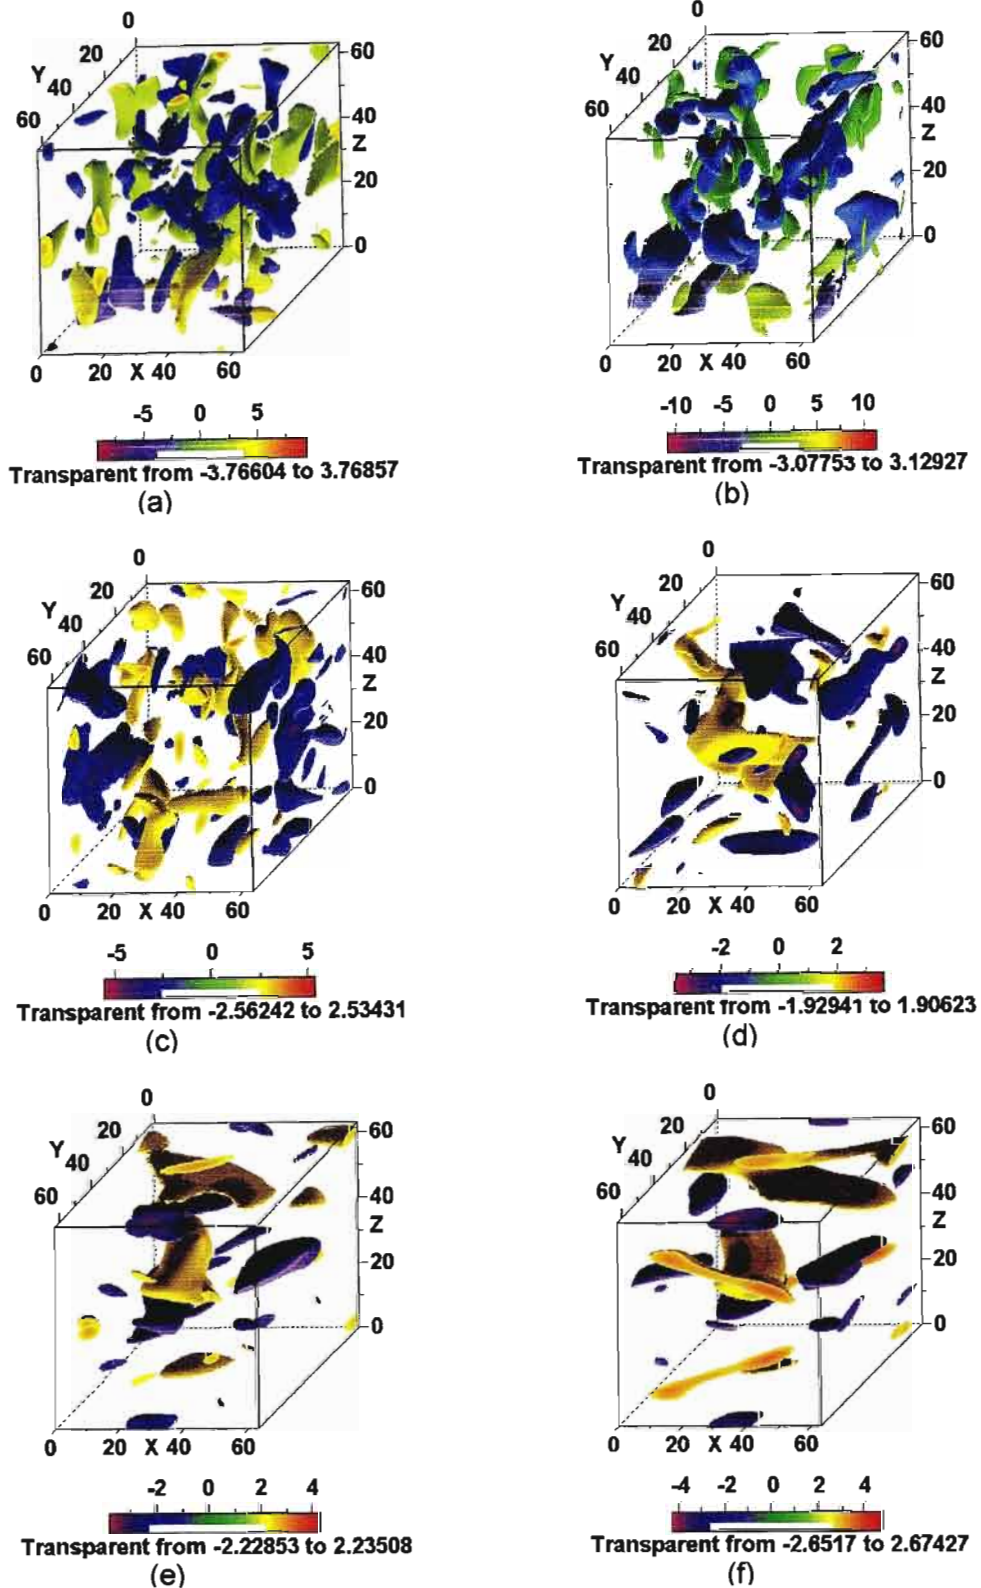 0
20
Y
40
60
60
40
Z
20
0
0 20 X 40 60
-5 0 5
Transparent from -3.76604 to 3.76857
(a)
0
20
Y
40
60
60
40
Z
20
0
0 20 X 40 60
-10 -5 0 5 10
Transparent from -3.07753 to 3.12927
(b)
0
20
Y
40
60
60
40
Z
20
0
0 20 X 40 60
-5 0 5
Transparent from -2.56242 to 2.53431
(c)
0
20
Y
40
60
60
40
Z
20
0
0 20 X 40 60
-2 0 2
Transparent from -1.92941 to 1.90623
(d)
0
20
Y
40
60
60
40
Z
20
0
0 20 X 40 60
-2 0 2 4
Transparent from -2.22853 to 2.23508
(e)
0
20
Y
40
60
60
40
Z
20
0
0 20 X 40 60
-4 -2 0 2 4
Transparent from -2.6517 to 2.67427
(f)